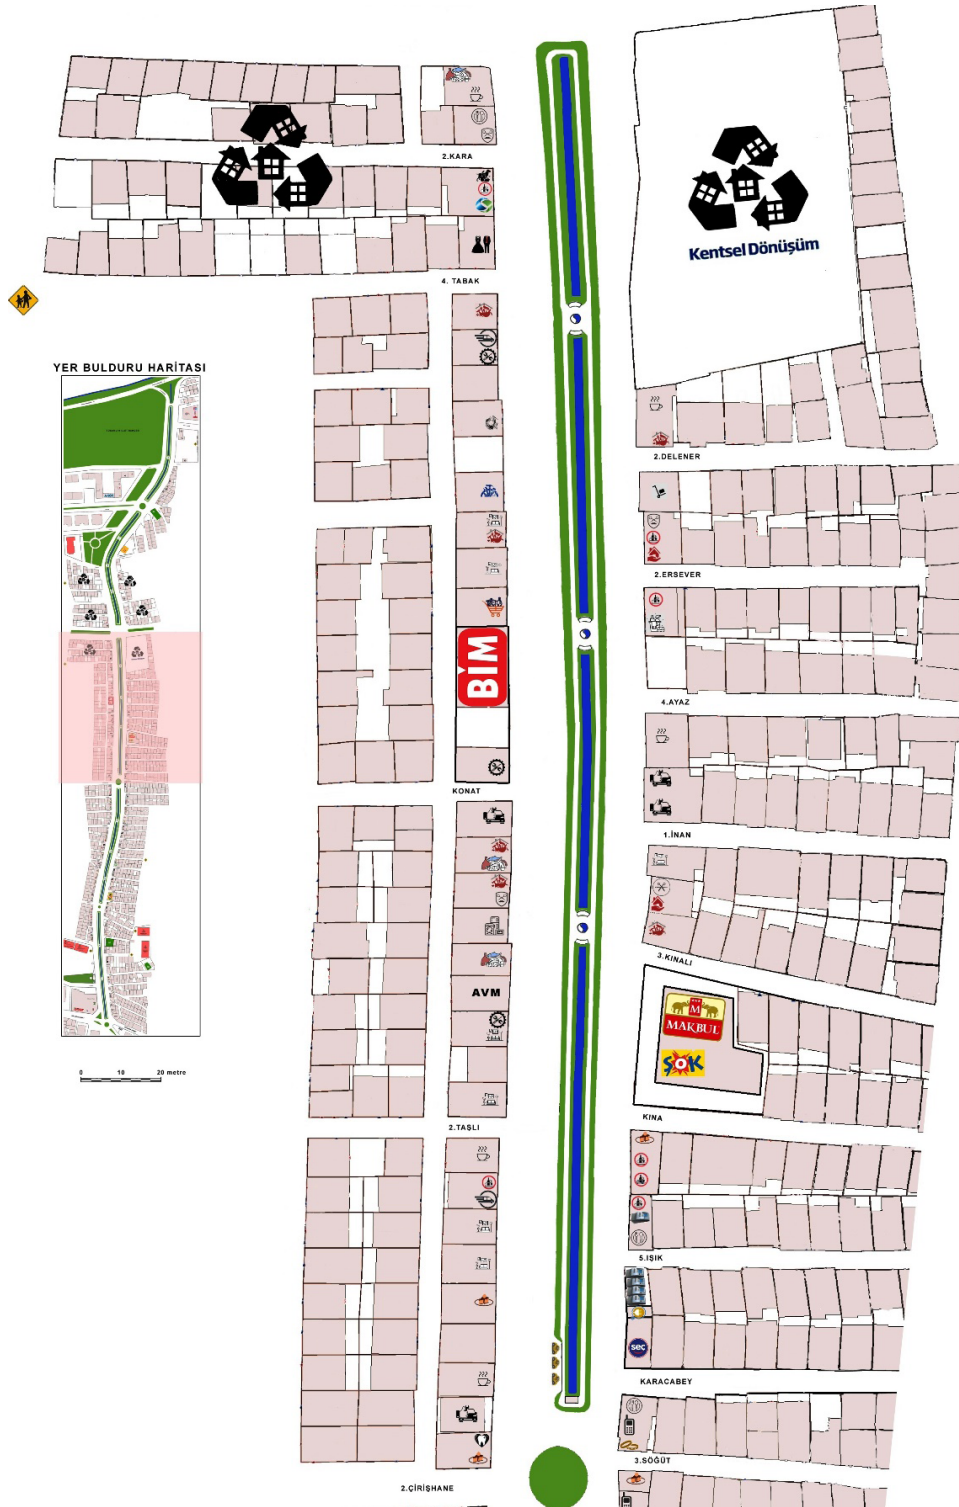 2.KARA
Kentsel Dönüşüm
4. TABAK
YER BULDURU HARİTASI
2.DELENER
2.ERSEVER
BİM
4.AYAZ
KONAT
1.İNAN
3.KINALI
AVM
MAKBUL
ŞOK
0 10 20 metre
KINA
2.TAŞLI
5.IŞIK
sec
KARACABEY
3.SÖĞÜT
2.ÇİRİŞHANE